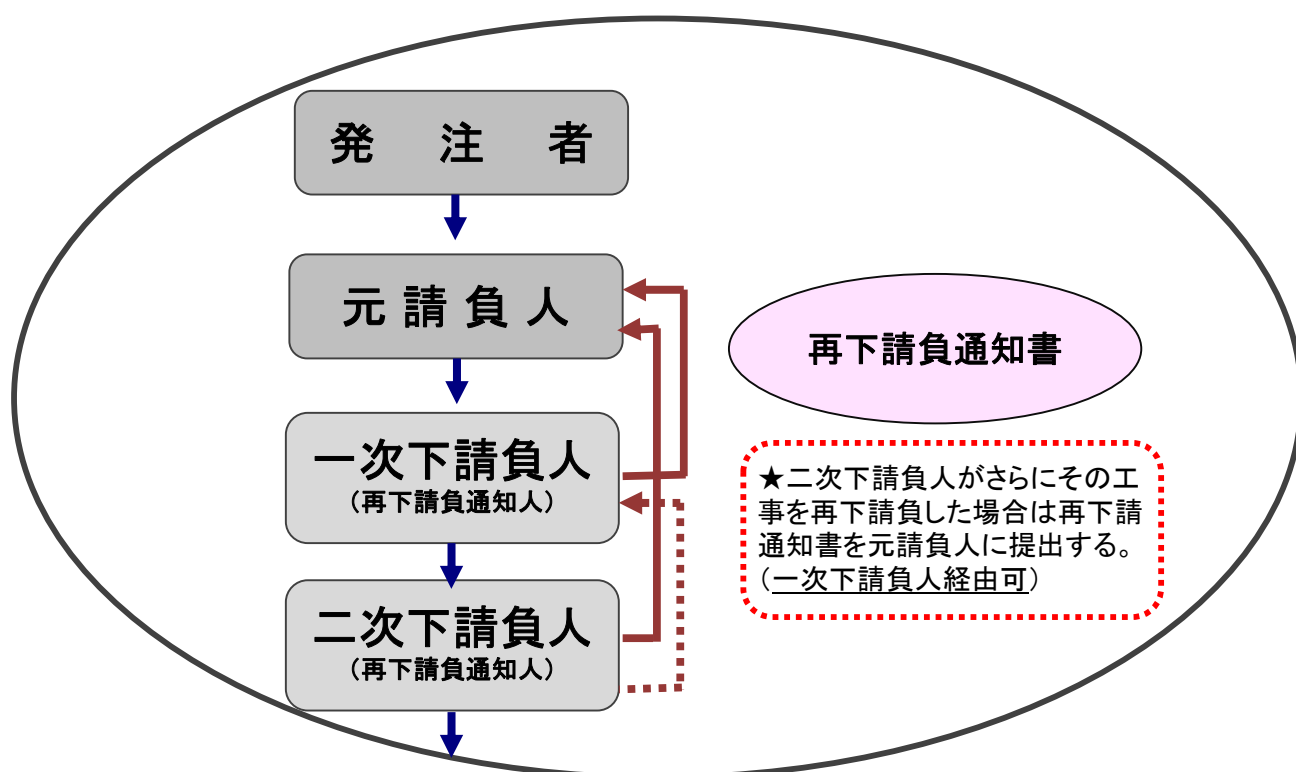 発 注 者
元 請 負 人
再下請負通知書
一次下請負人
（再下請負通知人）
★二次下請負人がさらにその工
事を再下請負した場合は再下請
通知書を元請負人に提出する。
（一次下請負人経由可）
二次下請負人
（再下請負通知人）